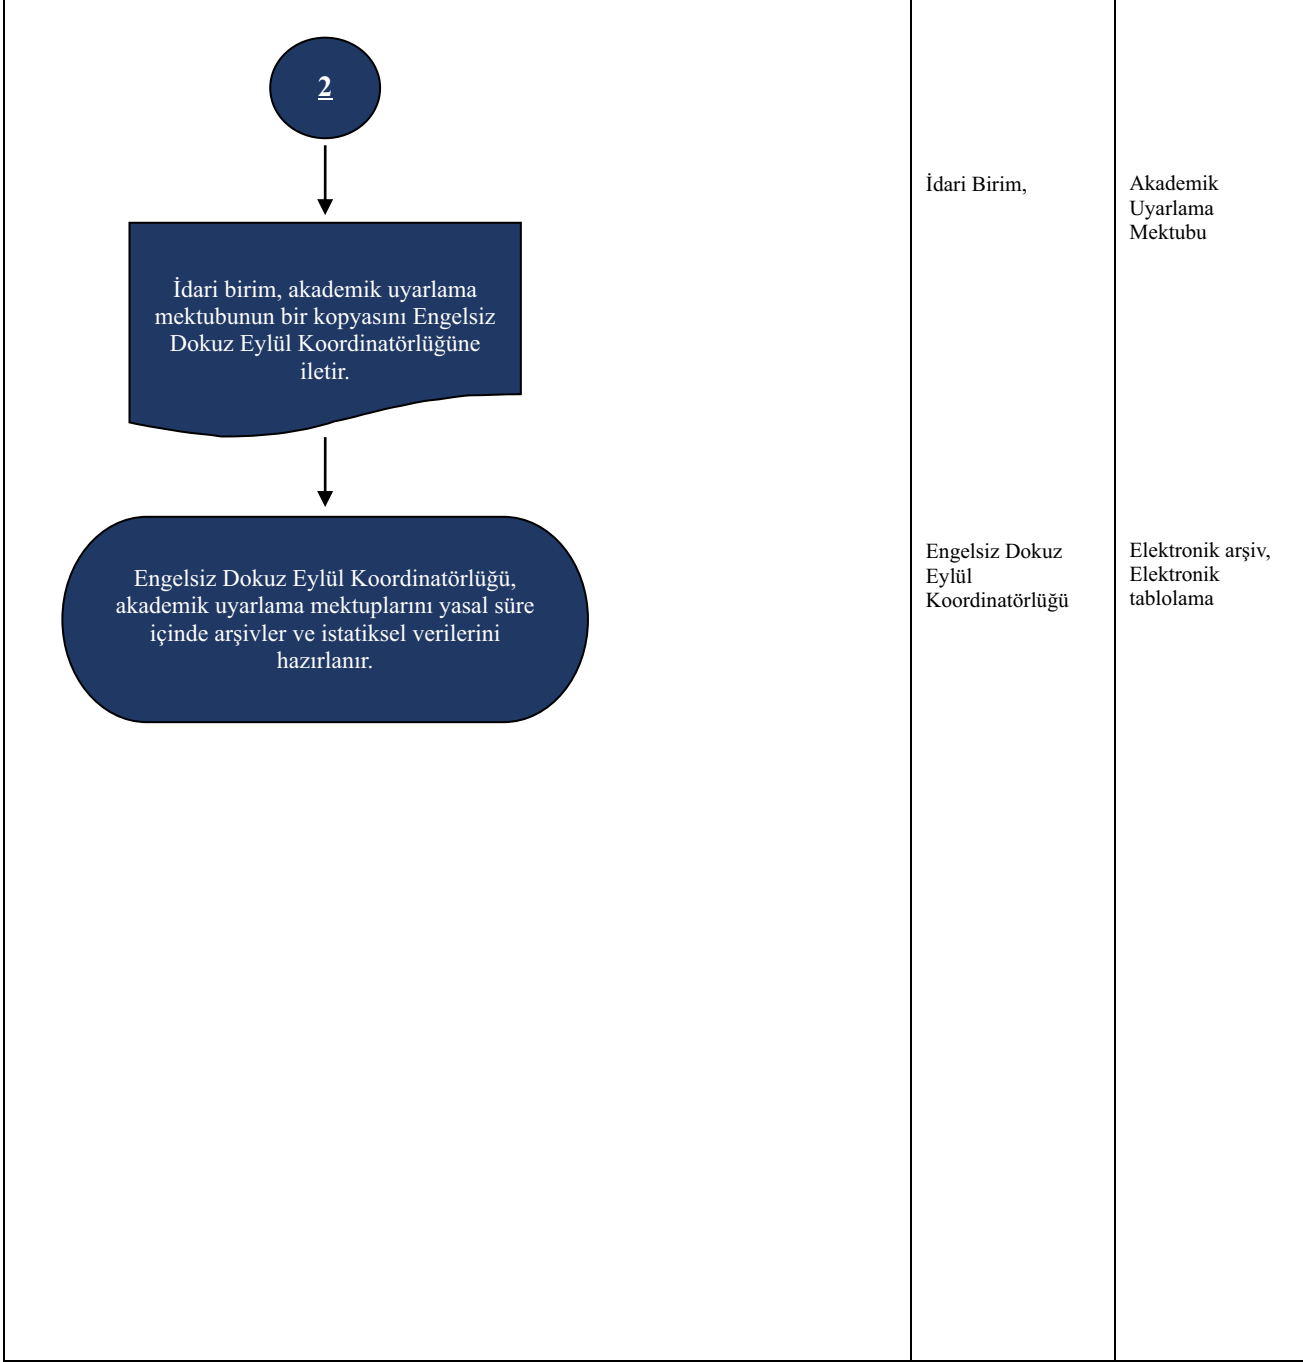 2
İdari Birim,
Akademik
Uyarlama
Mektubu
İdari birim, akademik uyarlama
mektubunun bir kopyasını Engelsiz
Dokuz Eylül Koordinatörlüğüne
iletir.
Engelsiz Dokuz Eylül Koordinatörlüğü,
akademik uyarlama mektuplarını yasal süre
içinde arşivler ve istatiksel verilerini
hazırlanır.
Engelsiz Dokuz
Eylül
Koordinatörlüğü
Elektronik arşiv,
Elektronik
tablolama